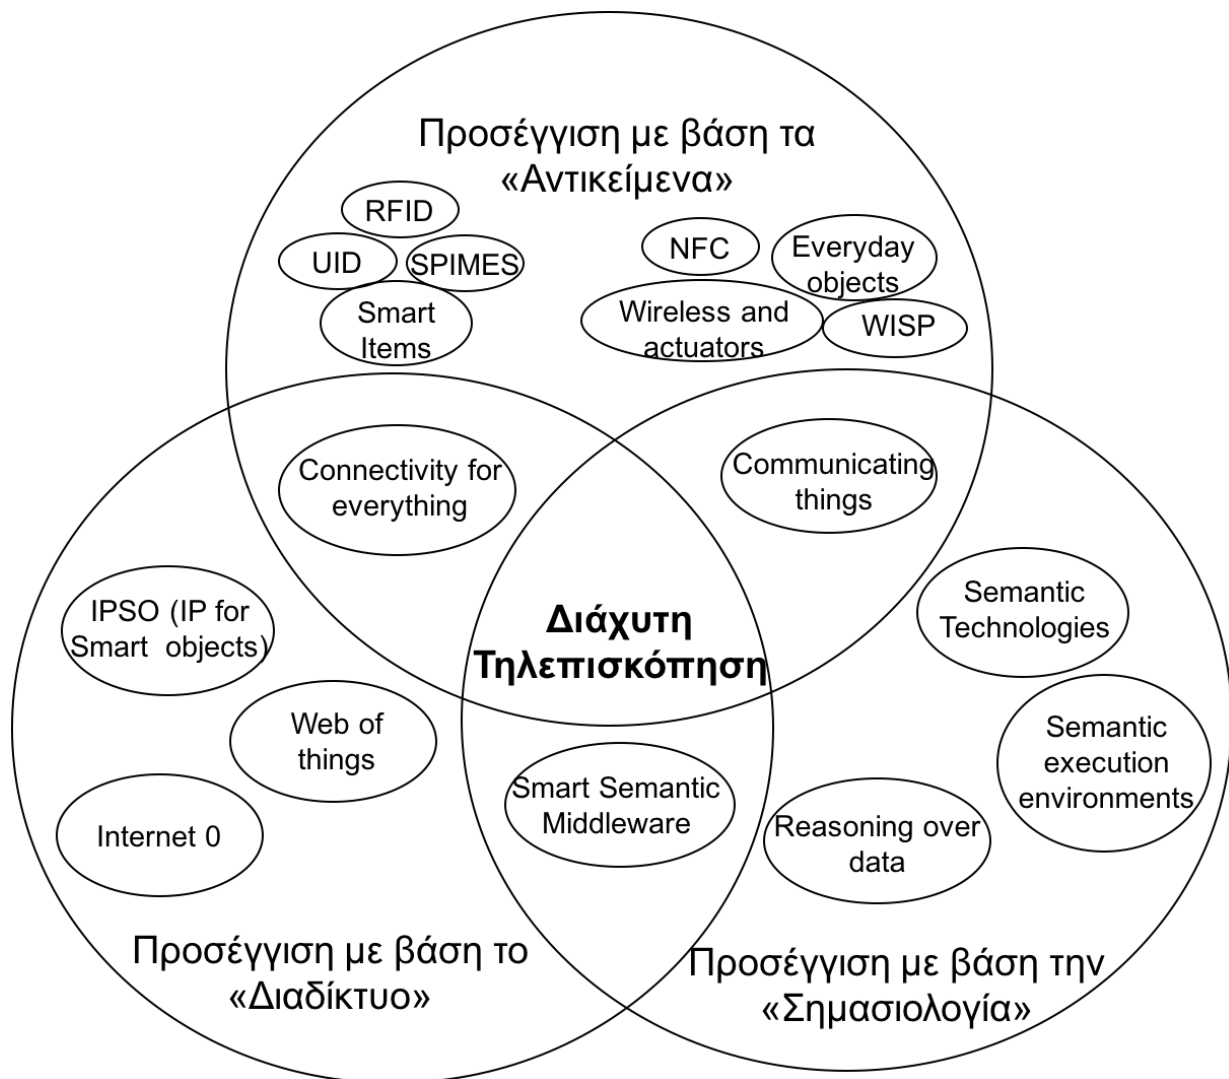 Προσέγγιση με βάση τα
«Αντικείμενα»
RFID
UID
SPIMES
Smart
Items
NFC
Everyday
objects
Wireless and
actuators
WISP
Connectivity for
everything
Communicating
things
IPSO (IP for
Smart objects)
Web of
things
Internet 0
Διάχυτη
Τηλεπισκόπηση
Smart Semantic
Middleware
Semantic
Technologies
Semantic
execution
environments
Reasoning over
data
Προσέγγιση με βάση το
«Διαδίκτυο»
Προσέγγιση με βάση την
«Σημασιολογία»